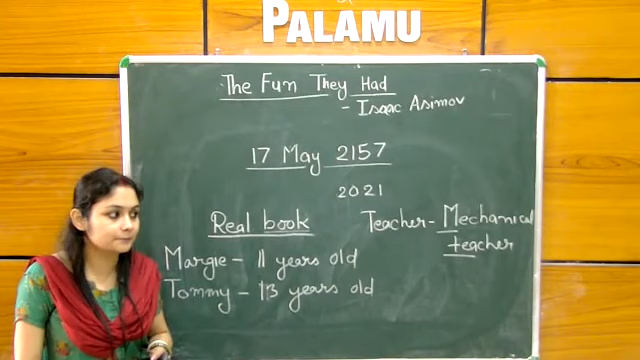 PALAMU
The Fun They Had
- Isaac Asimov
17 May 2157
2021
Real book
Teacher - Mechanical
teacher
Margie - 11 years old
Tommy - 13 years old